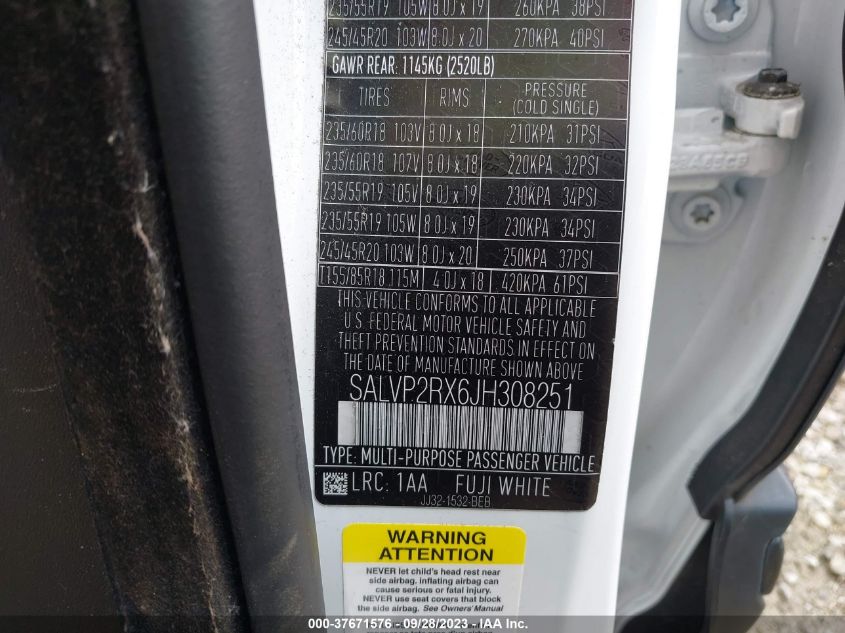 235/55R19 105W 8.0J x 19 260KPA 38PSI
245/45R20 103W 8.0J x 20 270KPA 40PSI
GAWR REAR: 1145KG (2520LB)
TIRES RIMS PRESSURE (COLD SINGLE)
235/60R18 103V 8.0J x 18 210KPA 31PSI
235/60R18 107V 8.0J x 18 220KPA 32PSI
235/55R19 105V 8.0J x 19 230KPA 34PSI
235/55R19 105W 8.0J x 19 230KPA 34PSI
245/45R20 103W 8.0J x 20 250KPA 37PSI
T155/85R18 115M 4.0J x 18 420KPA 61PSI
THIS VEHICLE CONFORMS TO ALL APPLICABLE
U.S. FEDERAL MOTOR VEHICLE SAFETY AND
THEFT PREVENTION STANDARDS IN EFFECT ON
THE DATE OF MANUFACTURE SHOWN ABOVE.
SALVP2RX6JH308251
TYPE: MULTI-PURPOSE PASSENGER VEHICLE
LRC: 1AA FUJI WHITE
JJ32-1532-BEB
WARNING
ATTENTION
NEVER let child's head rest near
side airbag. inflating airbag can
cause serious or fatal injury.
NEVER use seat covers that block
the side airbag. See Owners' Manual
000-37671576 - 09/28/2023 - IAA Inc.